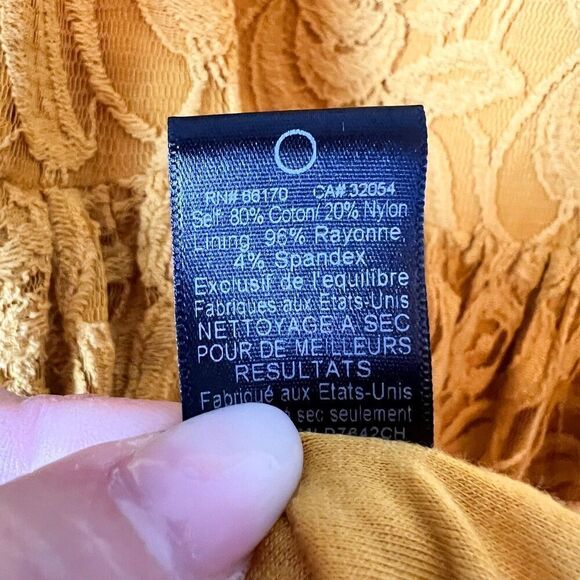 RN# 66170 CA# 32054
Self: 80% Coton/ 20% Nylon
Lining: 96% Rayonne,
4% Spandex
Exclusif de l'equilibre
Fabriques aux Etats-Unis
NETTOYAGE A SEC
POUR DE MEILLEURS
RESULTATS
Fabriqué aux Etats-Unis
à sec seulement